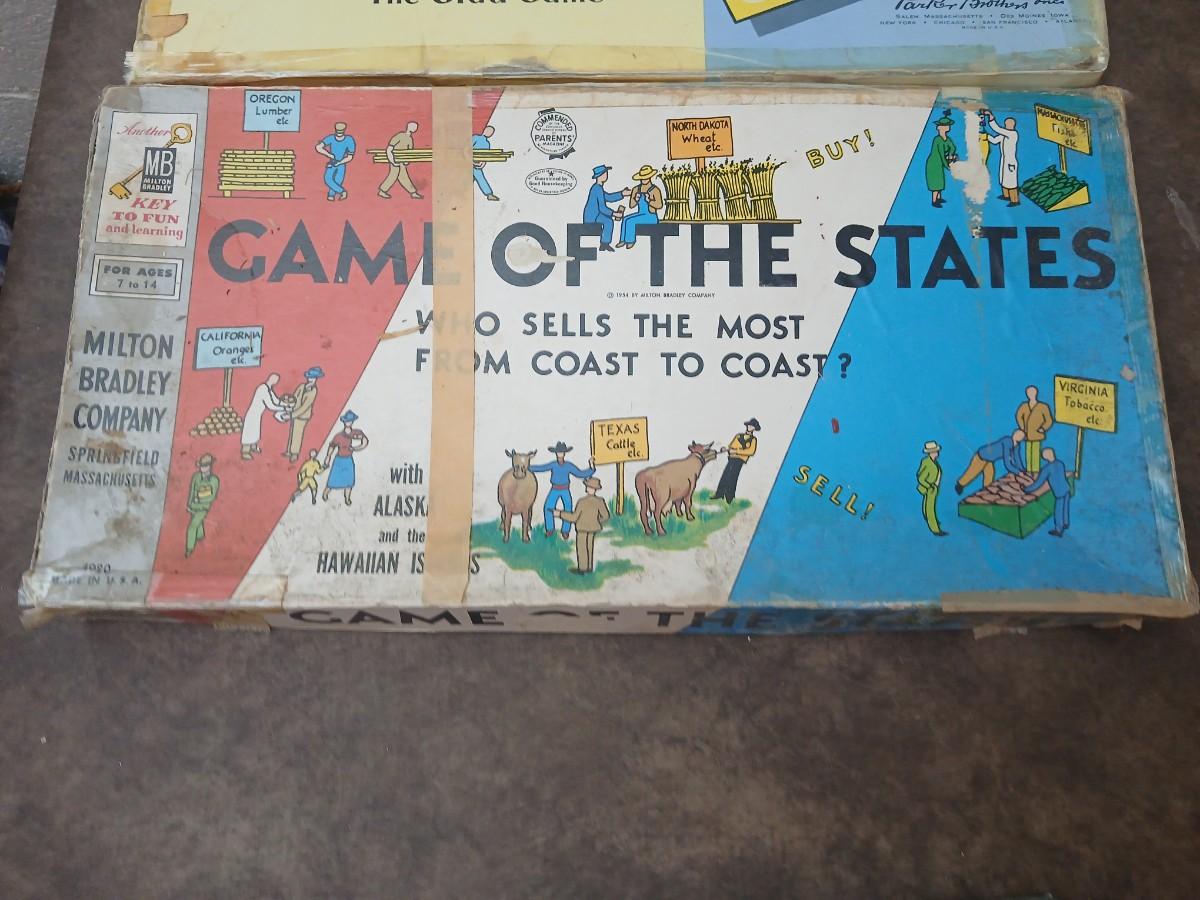 The Glad Game
Parker Brothers Inc.
SALEM, MASSACHUSETTS • DES MOINES IOWA
NEW YORK • CHICAGO • SAN FRANCISCO •
MADE IN U.S.A.
Another
MB
MILTON
BRADLEY
KEY
TO FUN
and learning
FOR AGES
7 to 14
MILTON
BRADLEY
COMPANY
SPRINGFIELD
MASSACHUSETTS
4920
MADE IN U.S.A.
OREGON
Lumber
etc.
COMMENDED
PARENTS'
MAGAZINE
Guaranteed by
Good Housekeeping
NORTH DAKOTA
Wheat
etc.
BUY!
MASSACHUSETTS
Fish
etc.
GAME OF THE STATES
© 1954 BY MILTON BRADLEY COMPANY
WHO SELLS THE MOST
FROM COAST TO COAST?
CALIFORNIA
Oranges
etc.
TEXAS
Cattle
etc.
VIRGINIA
Tobacco
etc.
SELL!
with
ALASKA
and the
HAWAIIAN ISLANDS
GAME OF THE STATES